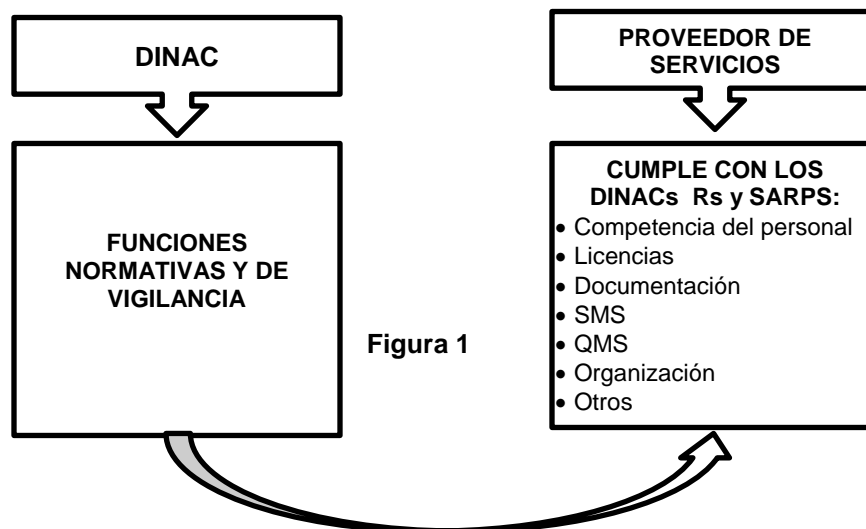 DINAC
PROVEEDOR DE
SERVICIOS
FUNCIONES
NORMATIVAS Y DE
VIGILANCIA
Figura 1
CUMPLE CON LOS
DINACs Rs y SARPS:
• Competencia del personal
• Licencias
• Documentación
• SMS
• QMS
• Organización
• Otros